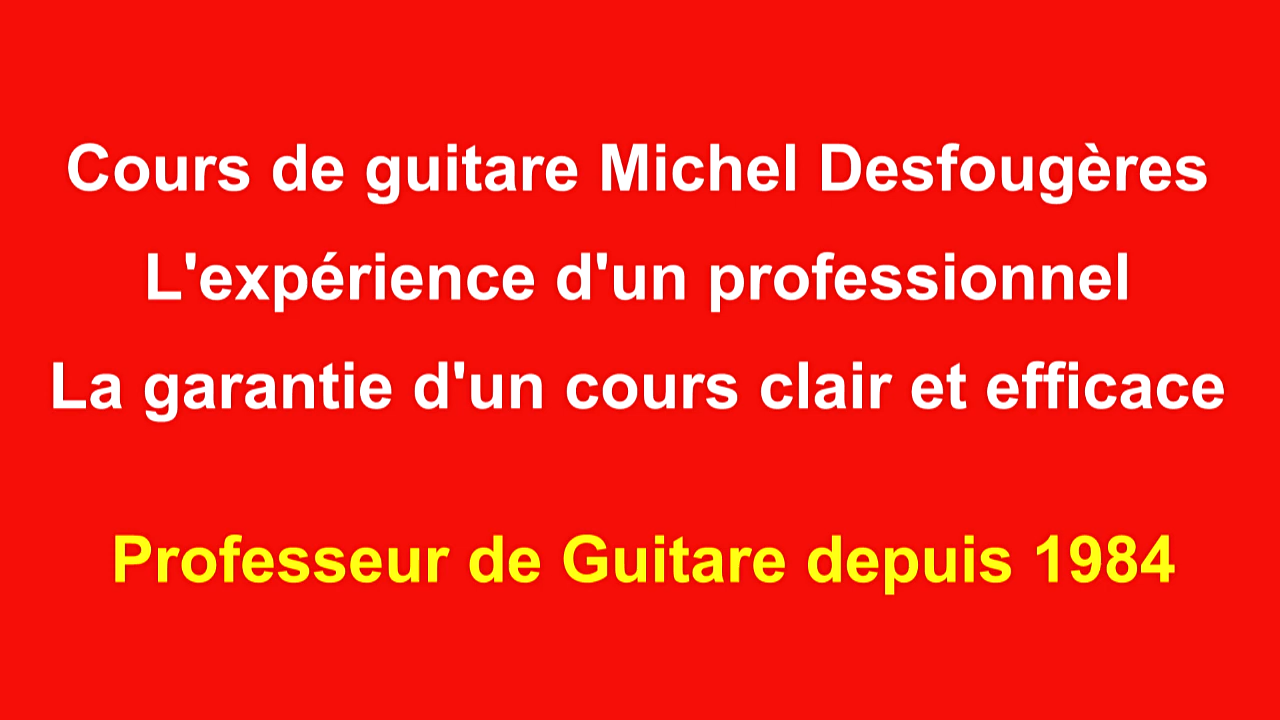 Cours de guitare Michel Desfougères
L'expérience d'un professionnel
La garantie d'un cours clair et efficace
Professeur de Guitare depuis 1984